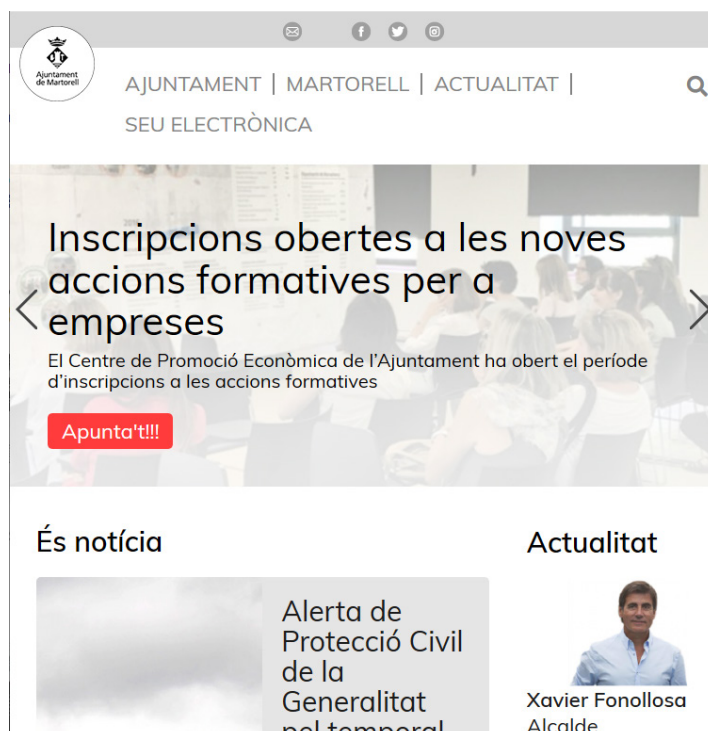 Ajuntament
de Martorell
AJUNTAMENT | MARTORELL | ACTUALITAT |
SEU ELECTRÒNICA
Inscripcions obertes a les noves
accions formatives per a
empreses
El Centre de Promoció Econòmica de l'Ajuntament ha obert el període
d'inscripcions a les accions formatives
Apunta't!!!
És notícia
Alerta de
Protecció Civil
de la
Generalitat
pel temporal
Actualitat
Xavier Fonollosa
Alcalde